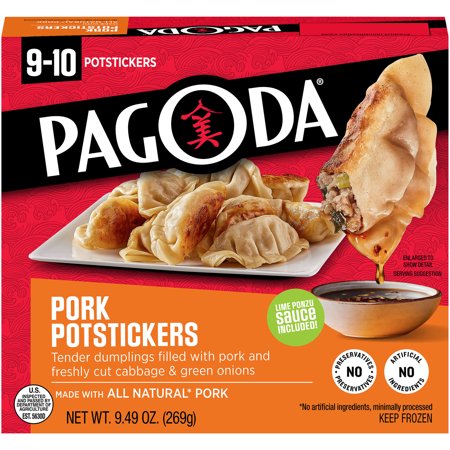 9-10 POTSTICKERS
PAGODA®
美
ENLARGED TO
SHOW DETAIL
SERVING SUGGESTION
LIME PONZU
sauce
INCLUDED!
PORK
POTSTICKERS
Tender dumplings filled with pork and
freshly cut cabbage & green onions
MADE WITH ALL NATURAL* PORK
PRESERVATIVES
NO
PRESERVATIVES
ARTIFICIAL
NO
INGREDIENTS
U.S.
INSPECTED
AND PASSED BY
DEPARTMENT OF
AGRICULTURE
EST. 56300
NET WT. 9.49 OZ. (269g)
*No artificial ingredients, minimally processed
KEEP FROZEN